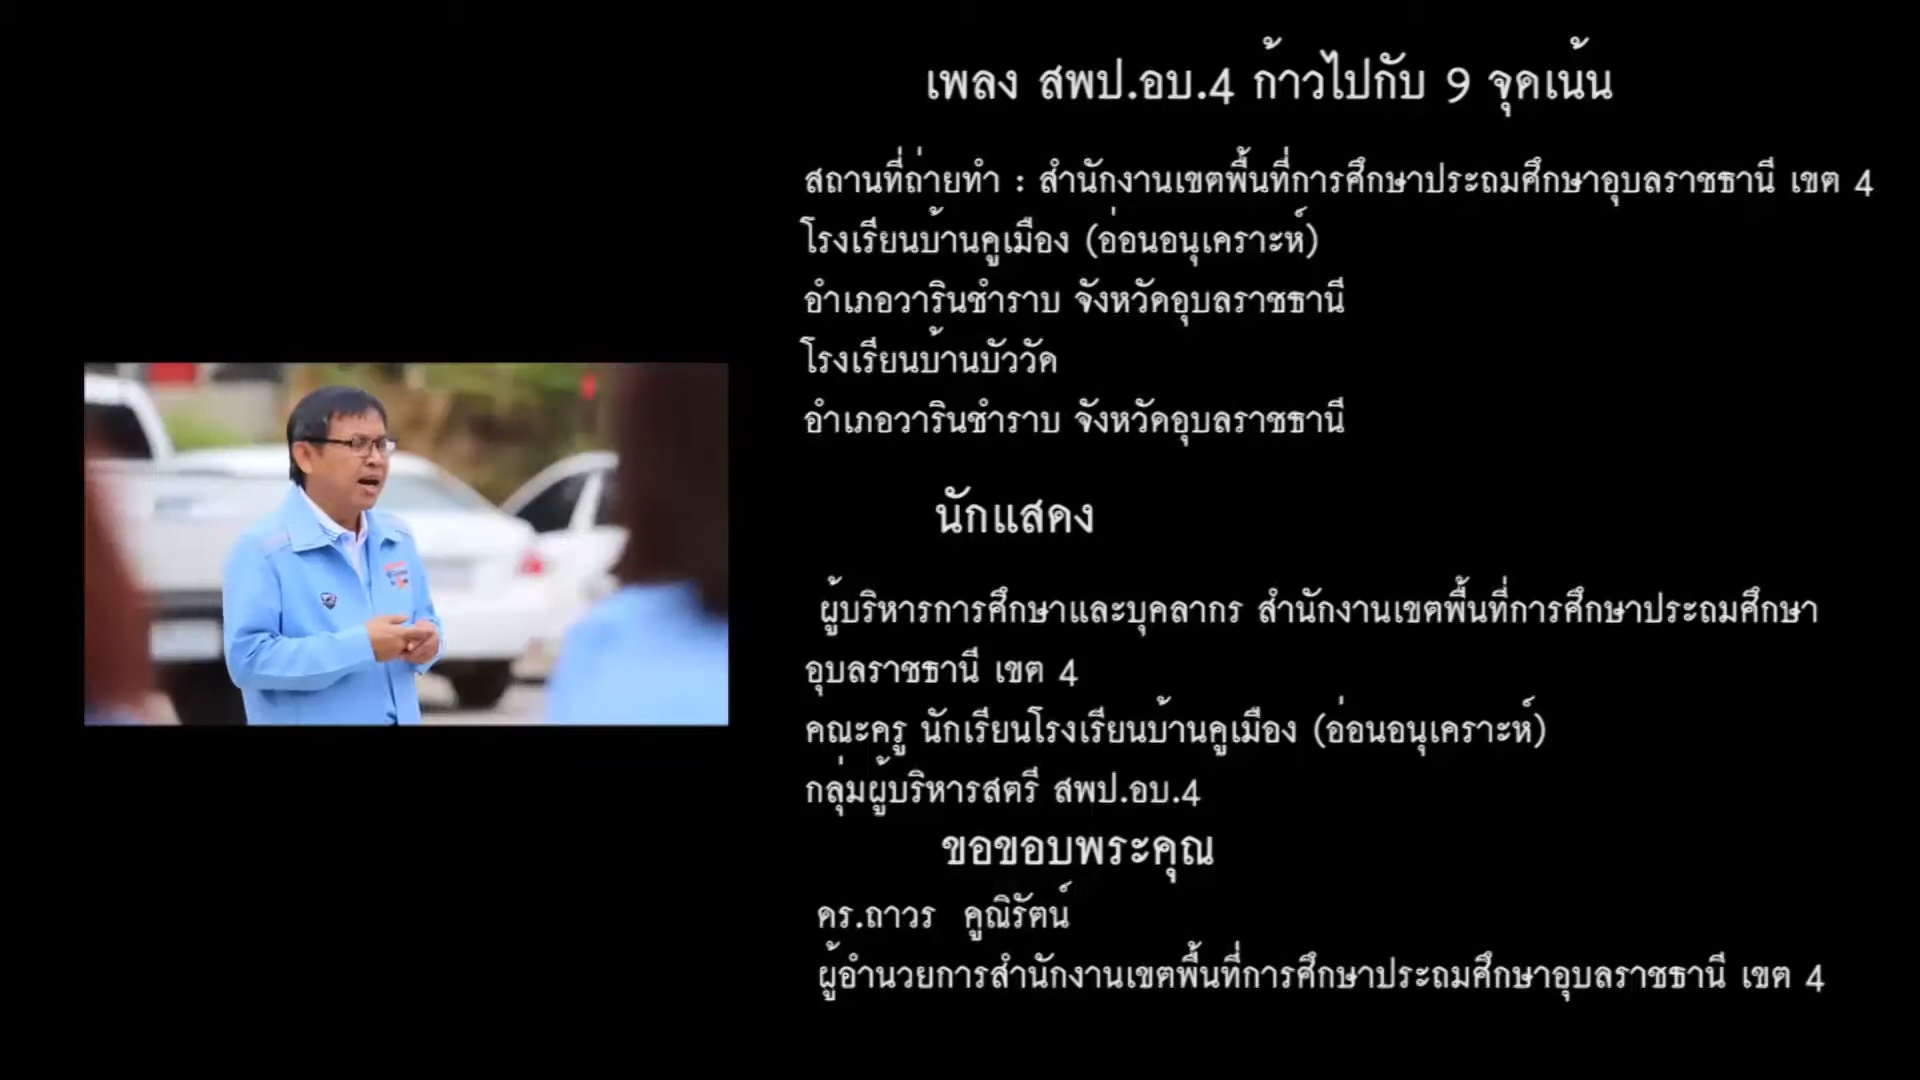 เพลง สพป.อบ.4 ก้าวไปกับ 9 จุดเน้น
สถานที่ถ่ายทำ : สำนักงานเขตพื้นที่การศึกษาประถมศึกษาอุบลราชธานี เขต 4
โรงเรียนบ้านคูเมือง (อ่อนอนุเคราะห์)
อำเภอวารินชำราบ จังหวัดอุบลราชธานี
โรงเรียนบ้านบัววัด
อำเภอวารินชำราบ จังหวัดอุบลราชธานี
นักแสดง
ผู้บริหารการศึกษาและบุคลากร สำนักงานเขตพื้นที่การศึกษาประถมศึกษา
อุบลราชธานี เขต 4
คณะครู นักเรียนโรงเรียนบ้านคูเมือง (อ่อนอนุเคราะห์)
กลุ่มผู้บริหารสตรี สพป.อบ.4
ขอขอบพระคุณ
ดร.ถาวร คูณิรัตน์
ผู้อำนวยการสำนักงานเขตพื้นที่การศึกษาประถมศึกษาอุบลราชธานี เขต 4